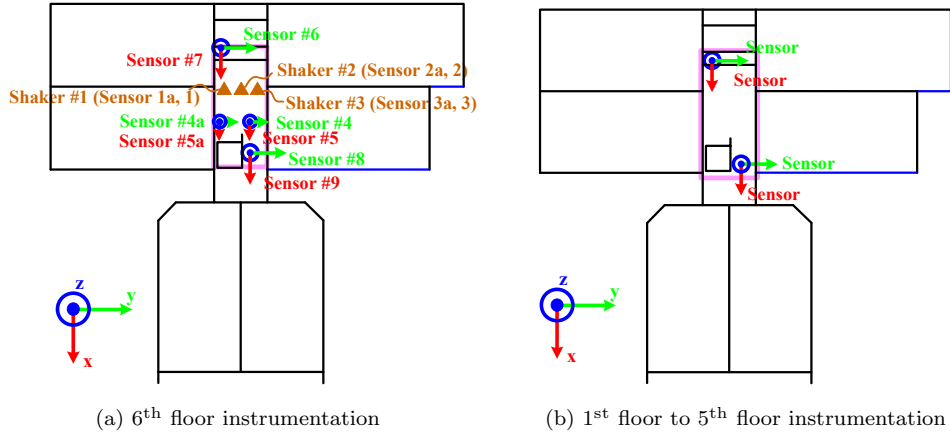 Sensor #6
Sensor #7
Shaker #2 (Sensor 2a, 2)
Shaker #1 (Sensor 1a, 1)
Shaker #3 (Sensor 3a, 3)
Sensor #4a
Sensor #4
Sensor #5a
Sensor #5
Sensor #8
Sensor #9
z
y
x
(a) 6th floor instrumentation
Sensor
Sensor
Sensor
Sensor
z
y
x
(b) 1st floor to 5th floor instrumentation